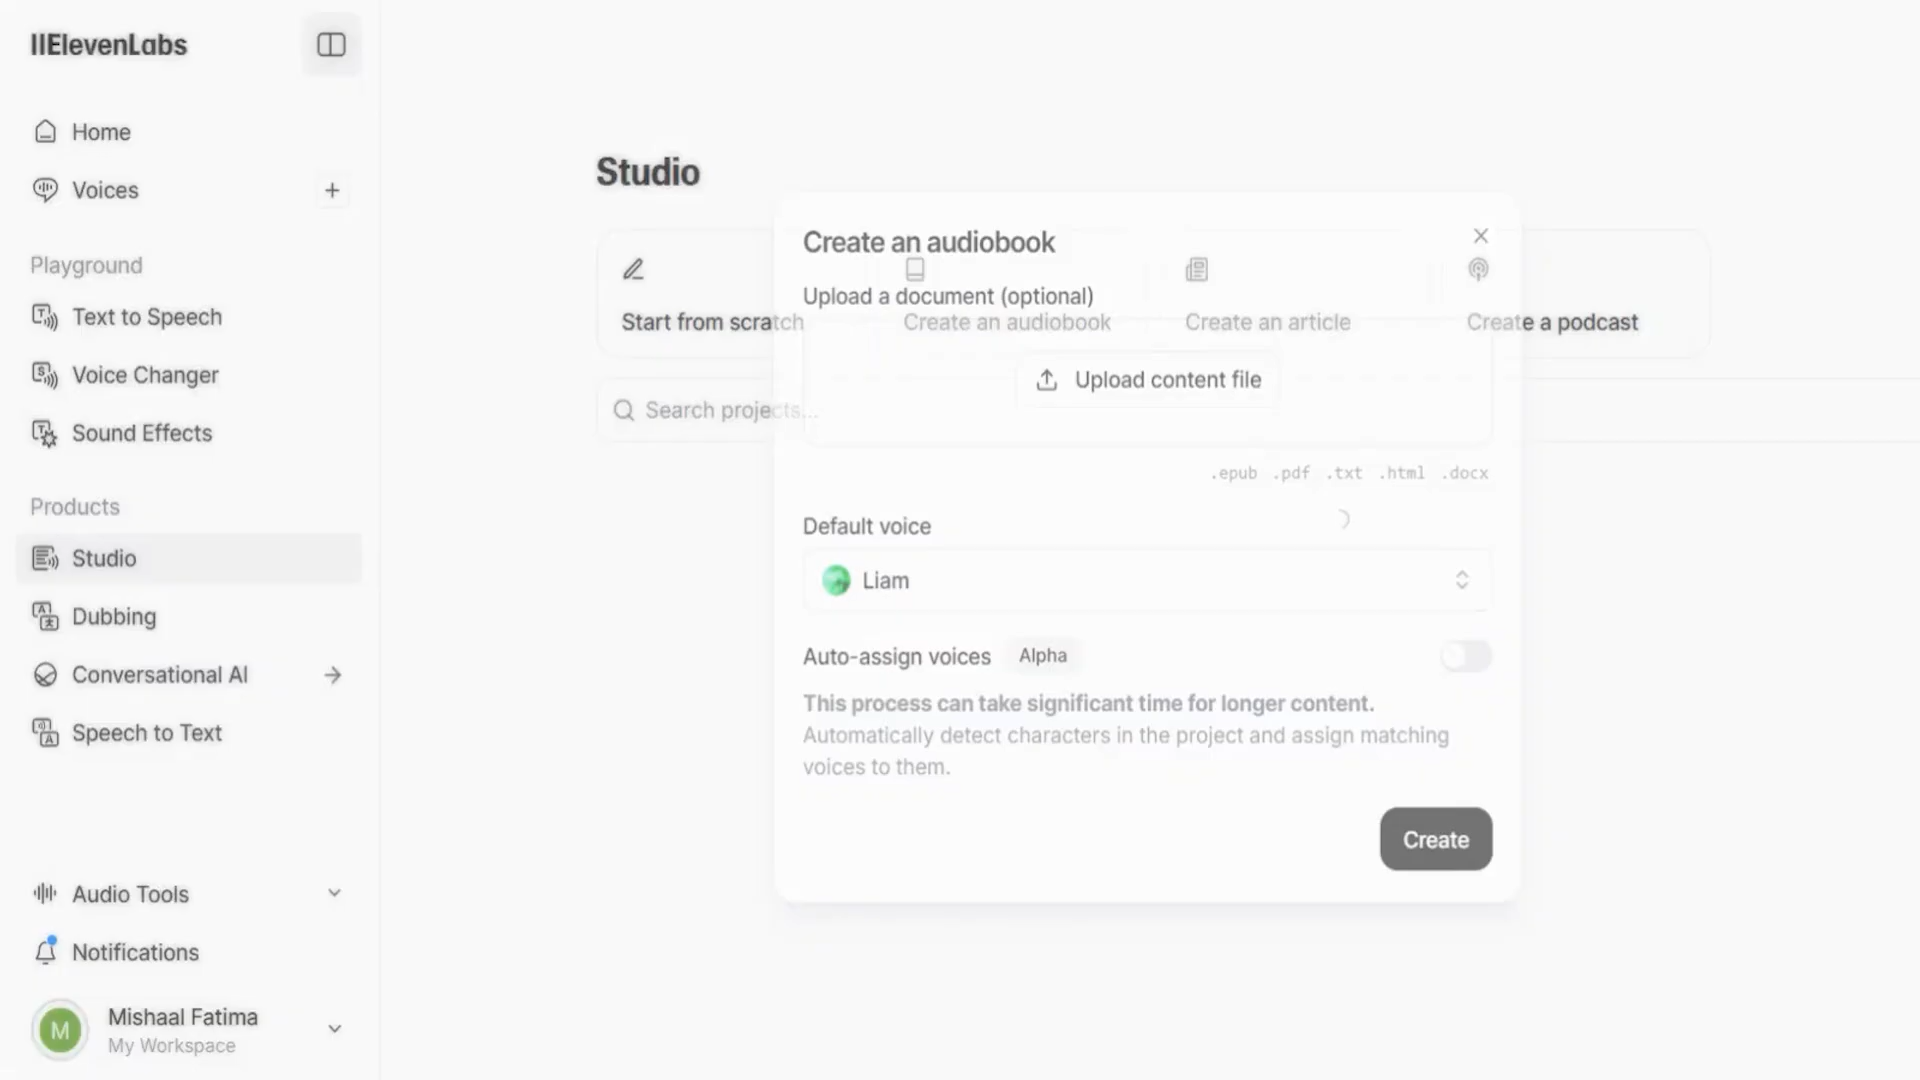 IIElevenLabs
Home
Voices
Playground
Text to Speech
Voice Changer
Sound Effects
Products
Studio
Dubbing
Conversational AI
Speech to Text
Audio Tools
Notifications
M
Mishaal Fatima
My Workspace
Studio
Start from scratch
Create an audiobook
Create an article
Create a podcast
Search projects...
Create an audiobook
Upload a document (optional)
Upload content file
.epub .pdf .txt .html .docx
Default voice
Liam
Auto-assign voices Alpha
This process can take significant time for longer content.
Automatically detect characters in the project and assign matching
voices to them.
Create